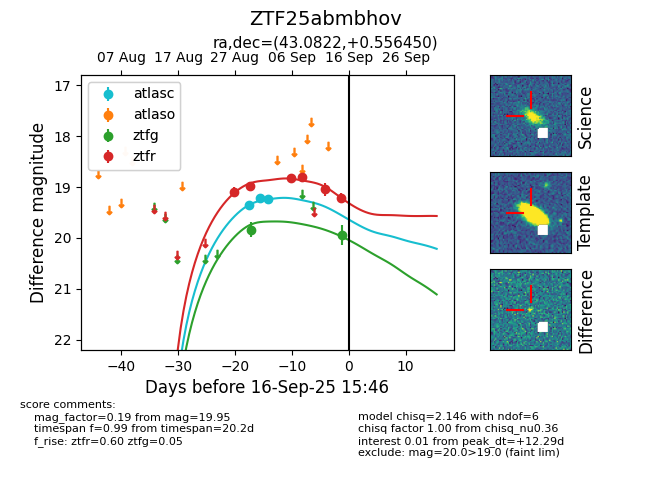 ZTF25abmbhov
ra,dec=(43.0822,+0.556450)
07 Aug 17 Aug 27 Aug 06 Sep 16 Sep 26 Sep
atlasc
atlaso
ztfg
ztfr
17
18
19
20
21
22
Difference magnitude
−40 −30 −20 −10 0 10
Days before 16-Sep-25 15:46
Science
Template
Difference
score comments:
mag_factor=0.19 from mag=19.95
timespan f=0.99 from timespan=20.2d
f_rise: ztfr=0.60 ztfg=0.05
model chisq=2.146 with ndof=6
chisq factor 1.00 from chisq_nu0.36
interest 0.01 from peak_dt=+12.29d
exclude: mag=20.0>19.0 (faint lim)